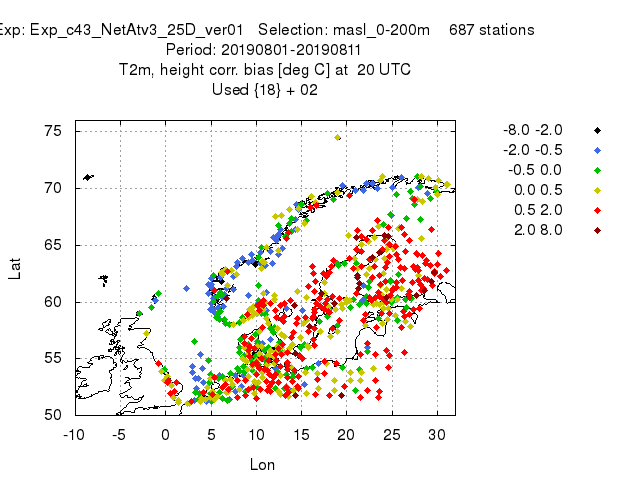 Exp: Exp_c43_NetAtv3_25D_ver01 Selection: masl_0-200m 687 stations
Period: 20190801-20190811
T2m, height corr. bias [deg C] at 20 UTC
Used {18} + 02
75
70
65
60
55
50
Lat
-10 -5 0 5 10 15 20 25 30
Lon
-8.0 -2.0
-2.0 -0.5
-0.5 0.0
0.0 0.5
0.5 2.0
2.0 8.0